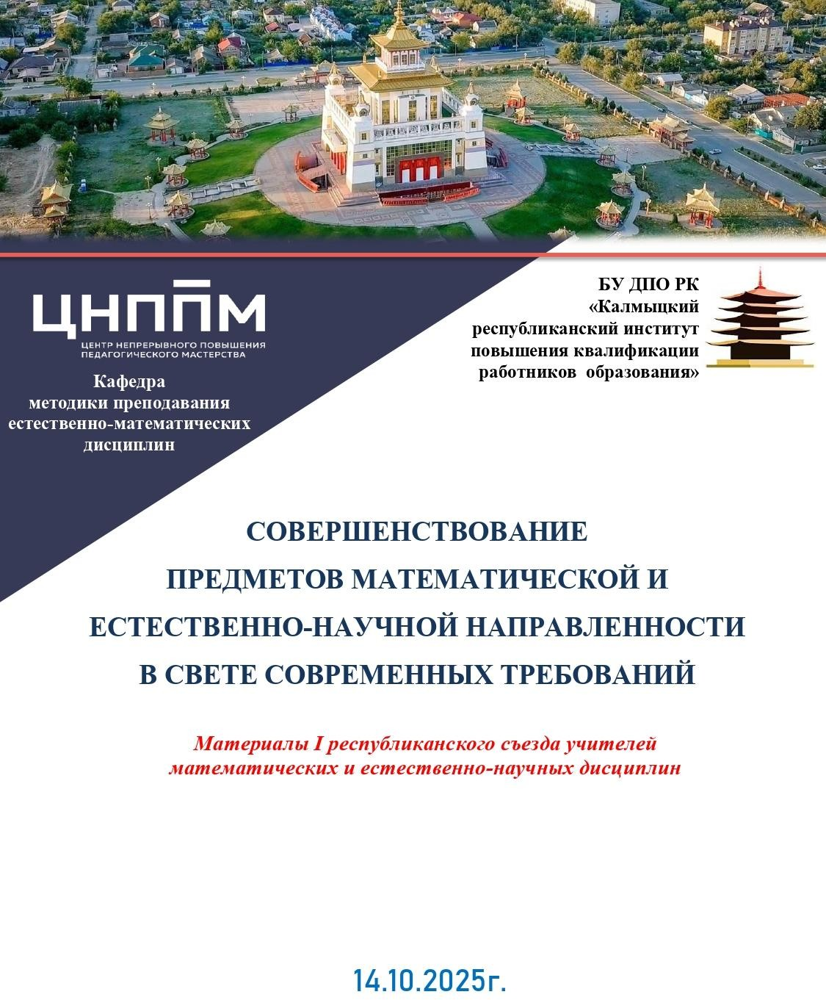 ЦНППМ
ЦЕНТР НЕПРЕРЫВНОГО ПОВЫШЕНИЯ
ПЕДАГОГИЧЕСКОГО МАСТЕРСТВА
Кафедра
методики преподавания
естественно-математических
дисциплин
БУ ДПО РК
«Калмыцкий
республиканский институт
повышения квалификации
работников образования»
СОВЕРШЕНСТВОВАНИЕ
ПРЕДМЕТОВ МАТЕМАТИЧЕСКОЙ И
ЕСТЕСТВЕННО-НАУЧНОЙ НАПРАВЛЕННОСТИ
В СВЕТЕ СОВРЕМЕННЫХ ТРЕБОВАНИЙ
Материалы I республиканского съезда учителей
математических и естественно-научных дисциплин
14.10.2025г.